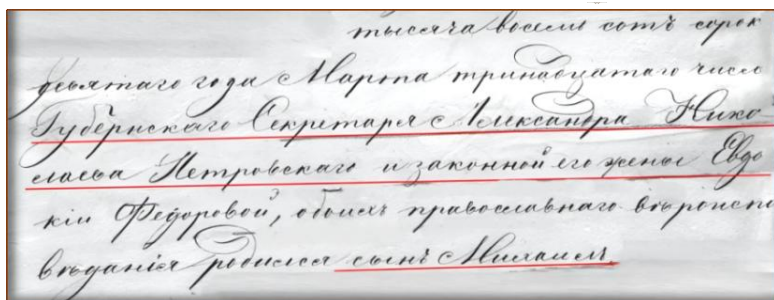 тысяча восемь сотъ сорок
девятаго года Марта тринадцатаго числа
Губернскаго Секретаря Александра Нико-
лаева Петровскаго и законной его жены Евдо
кіи Федоровой, обоихъ православнаго вѣроиспо
вѣданія родился сынъ Михаилъ.